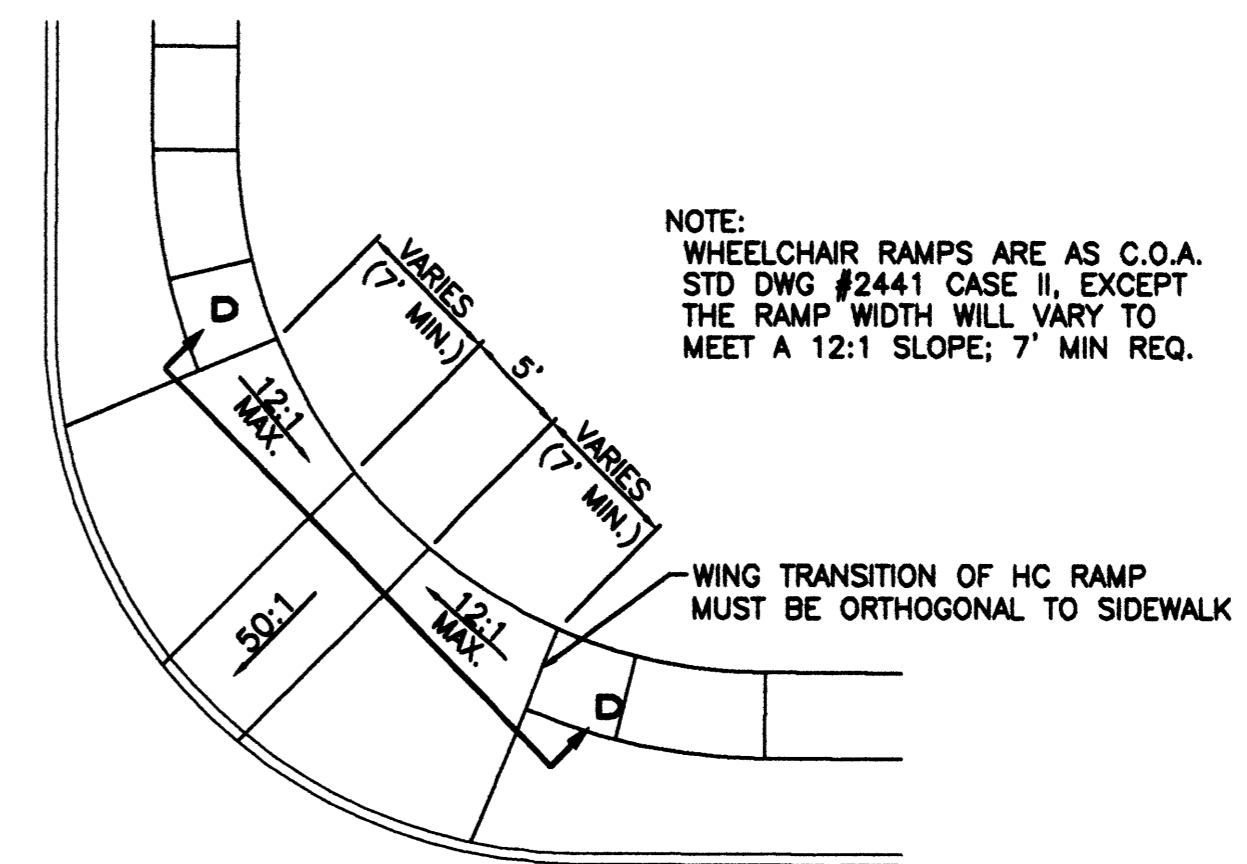 NOTE:
WHEELCHAIR RAMPS ARE AS C.O.A.
STD DWG #2441 CASE II, EXCEPT
THE RAMP WIDTH WILL VARY TO
MEET A 12:1 SLOPE; 7' MIN REQ.
VARIES
(7' MIN.)
5'
VARIES
(7' MIN.)
D
12:1
MAX.
50:1
12:1
MAX.
WING TRANSITION OF HC RAMP
MUST BE ORTHOGONAL TO SIDEWALK
D